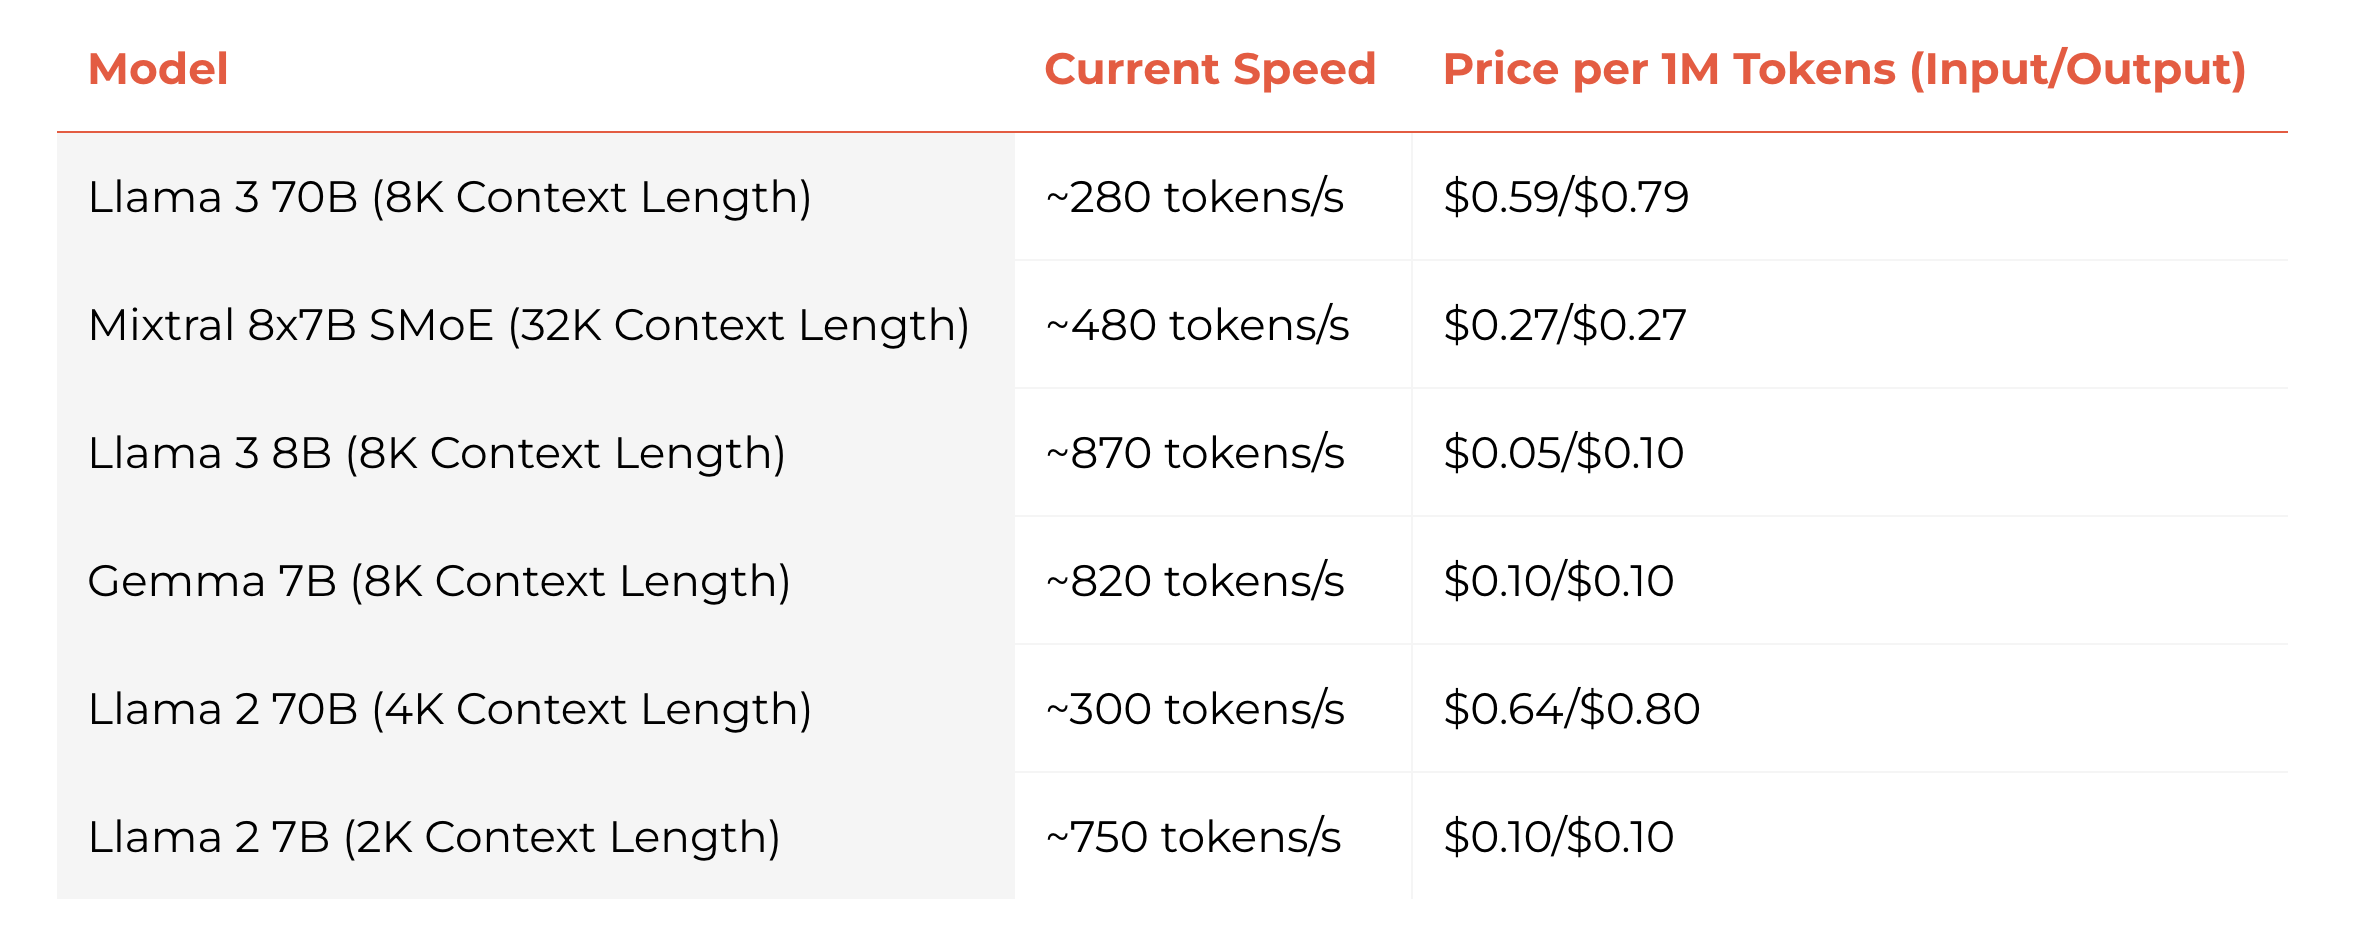 Model Current Speed Price per 1M Tokens (Input/Output)
Llama 3 70B (8K Context Length) ~280 tokens/s $0.59/$0.79
Mixtral 8x7B SMoE (32K Context Length) ~480 tokens/s $0.27/$0.27
Llama 3 8B (8K Context Length) ~870 tokens/s $0.05/$0.10
Gemma 7B (8K Context Length) ~820 tokens/s $0.10/$0.10
Llama 2 70B (4K Context Length) ~300 tokens/s $0.64/$0.80
Llama 2 7B (2K Context Length) ~750 tokens/s $0.10/$0.10